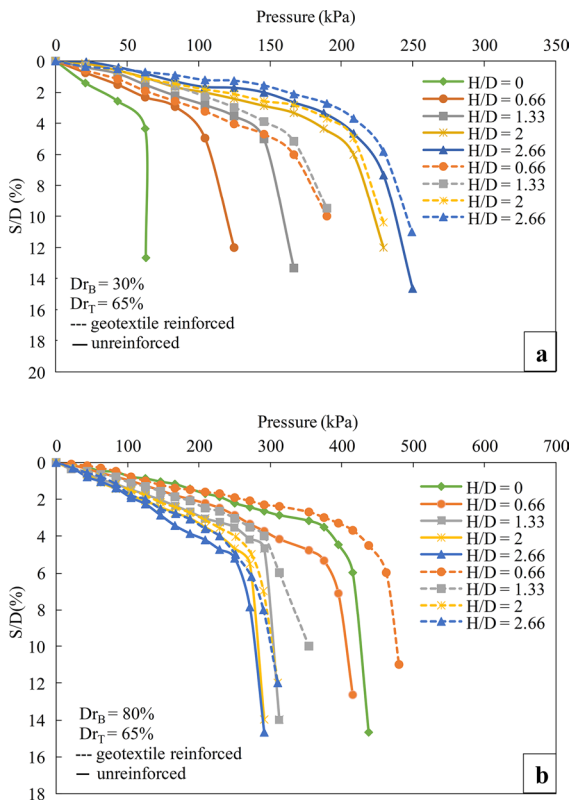 Pressure (kPa)
0 50 100 150 200 250 300 350
0
2
4
6
8
10
12
14
16
18
20
S/D (%)
H/D = 0
H/D = 0.66
H/D = 1.33
H/D = 2
H/D = 2.66
H/D = 0.66
H/D = 1.33
H/D = 2
H/D = 2.66
DrB = 30%
DrT = 65%
--- geotextile reinforced
— unreinforced
a
Pressure (kPa)
0 100 200 300 400 500 600 700
0
2
4
6
8
10
12
14
16
18
S/D(%)
H/D = 0
H/D = 0.66
H/D = 1.33
H/D = 2
H/D = 2.66
H/D = 0.66
H/D = 1.33
H/D = 2
H/D = 2.66
DrB = 80%
DrT = 65%
--- geotextile reinforced
— unreinforced
b